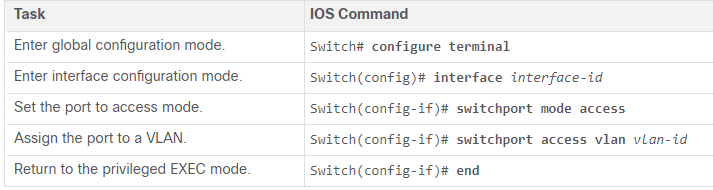 Task IOS Command
Enter global configuration mode. Switch# configure terminal
Enter interface configuration mode. Switch(config)# interface interface-id
Set the port to access mode. Switch(config-if)# switchport mode access
Assign the port to a VLAN. Switch(config-if)# switchport access vlan vlan-id
Return to the privileged EXEC mode. Switch(config-if)# end